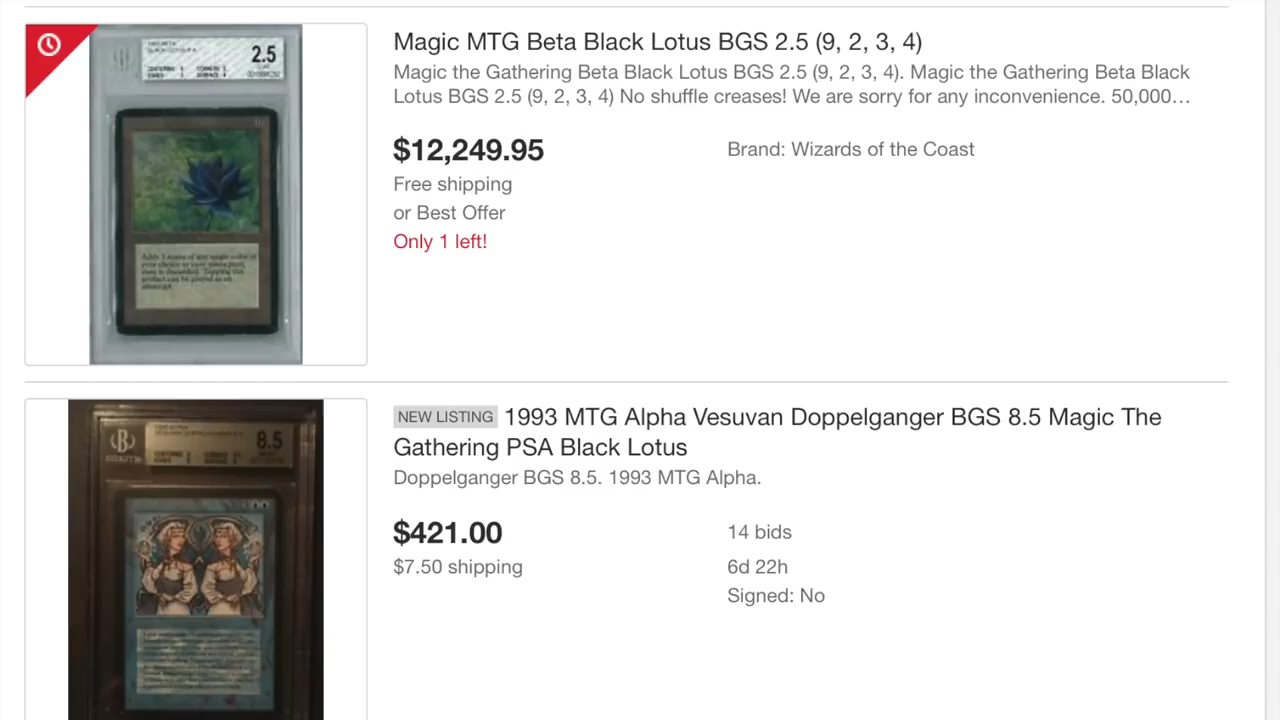 2.5
Magic MTG Beta Black Lotus BGS 2.5 (9, 2, 3, 4)
Magic the Gathering Beta Black Lotus BGS 2.5 (9, 2, 3, 4). Magic the Gathering Beta Black
Lotus BGS 2.5 (9, 2, 3, 4) No shuffle creases! We are sorry for any inconvenience. 50,000…
$12,249.95
Brand: Wizards of the Coast
Free shipping
or Best Offer
Only 1 left!
8.5
NEW LISTING 1993 MTG Alpha Vesuvan Doppelganger BGS 8.5 Magic The
Gathering PSA Black Lotus
Doppelganger BGS 8.5. 1993 MTG Alpha.
$421.00
14 bids
$7.50 shipping
6d 22h
Signed: No